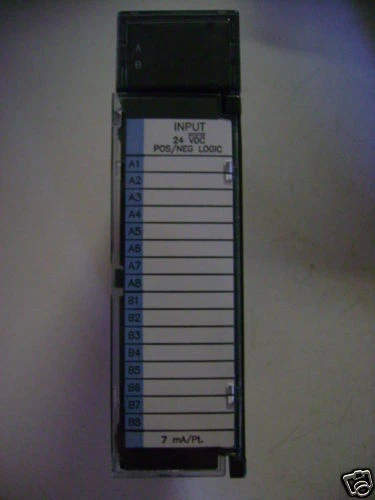 A
B
INPUT
24 VDC
POS/NEG LOGIC
A1
A2
A3
A4
A5
A6
A7
A8
B1
B2
B3
B4
B5
B6
B7
B8
7 mA/Pt.